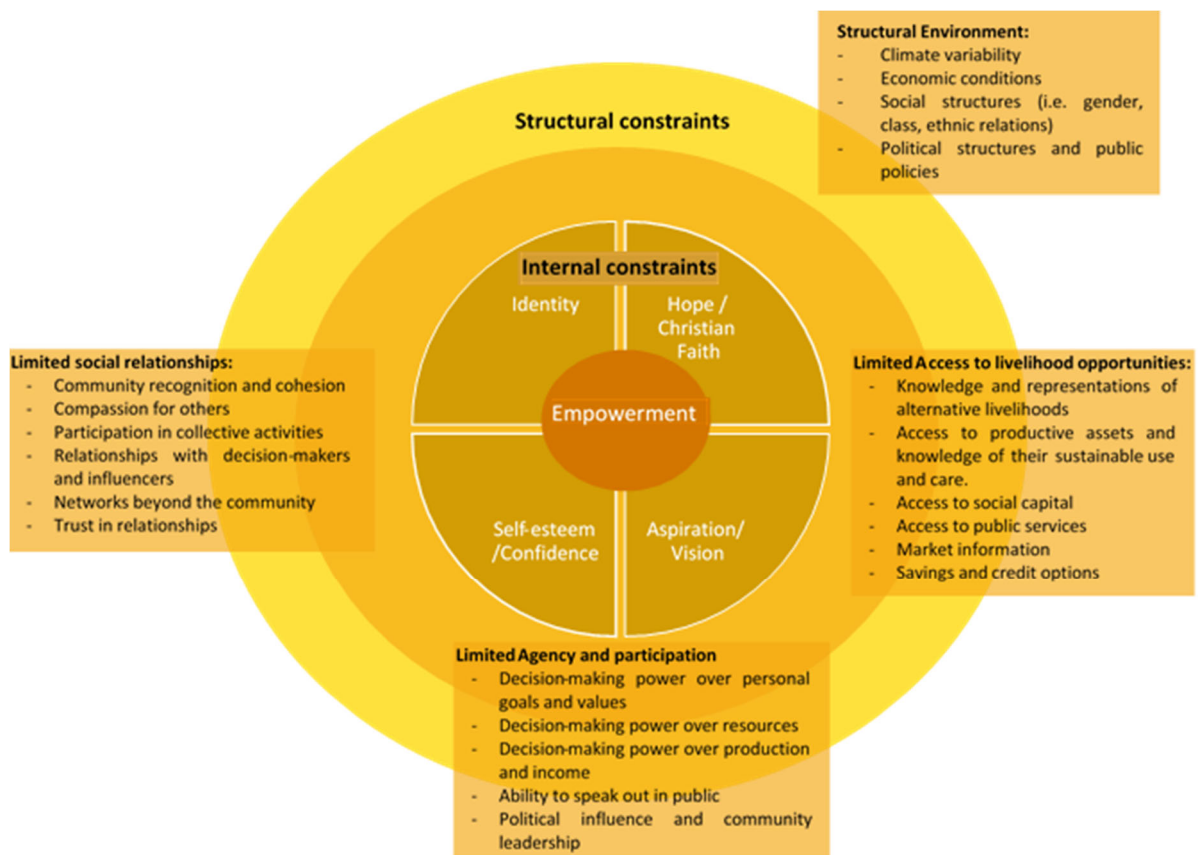 Structural Environment:
- Climate variability
- Economic conditions
- Social structures (i.e. gender,
class, ethnic relations)
- Political structures and public
policies
Structural constraints
Internal constraints
Identity
Hope /
Christian
Faith
Limited social relationships:
- Community recognition and cohesion
- Compassion for others
- Participation in collective activities
- Relationships with decision-makers
and influencers
- Networks beyond the community
- Trust in relationships
Empowerment
Limited Access to livelihood opportunities:
- Knowledge and representations of
alternative livelihoods
- Access to productive assets and
knowledge of their sustainable use
and care.
- Access to social capital
- Access to public services
- Market information
- Savings and credit options
Self-esteem
/Confidence
Aspiration/
Vision
Limited Agency and participation
- Decision-making power over personal
goals and values
- Decision-making power over resources
- Decision-making power over production
and income
- Ability to speak out in public
- Political influence and community
leadership